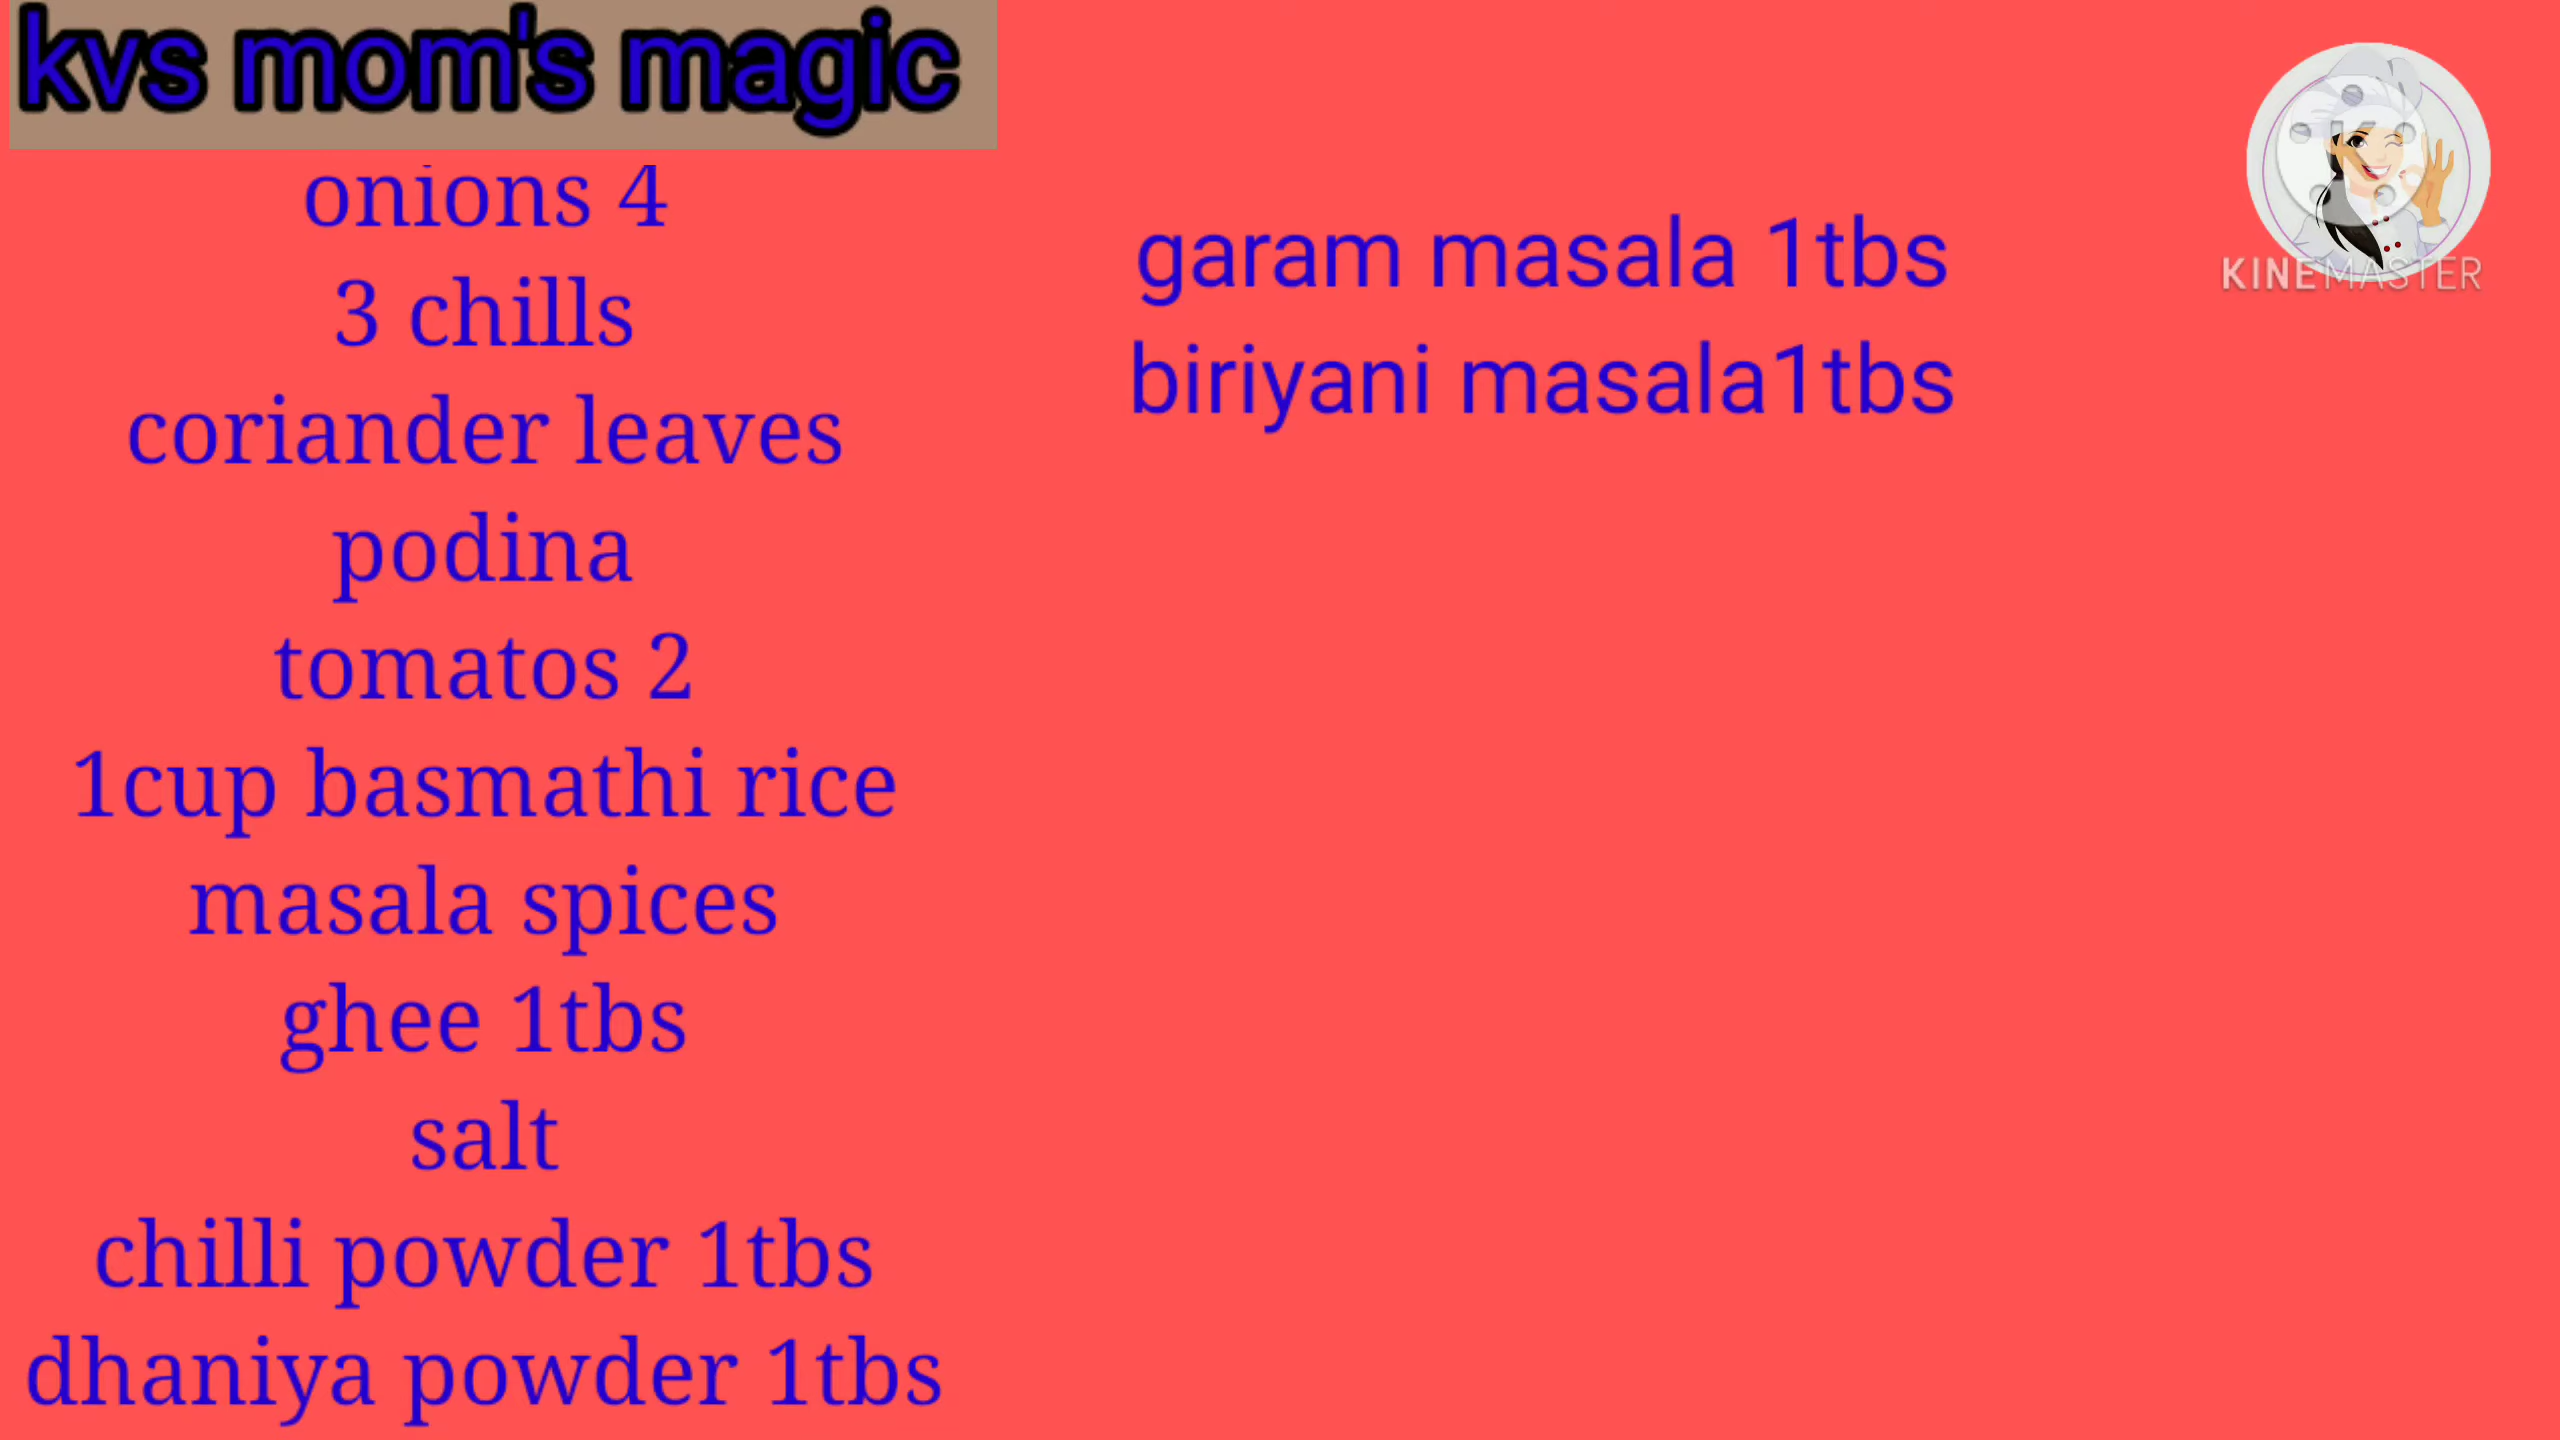 kvs mom's magic
onions 4
3 chills
coriander leaves
podina
tomatos 2
1cup basmathi rice
masala spices
ghee 1tbs
salt
chilli powder 1tbs
dhaniya powder 1tbs
garam masala 1tbs
biriyani masala1tbs
KINEMASTER